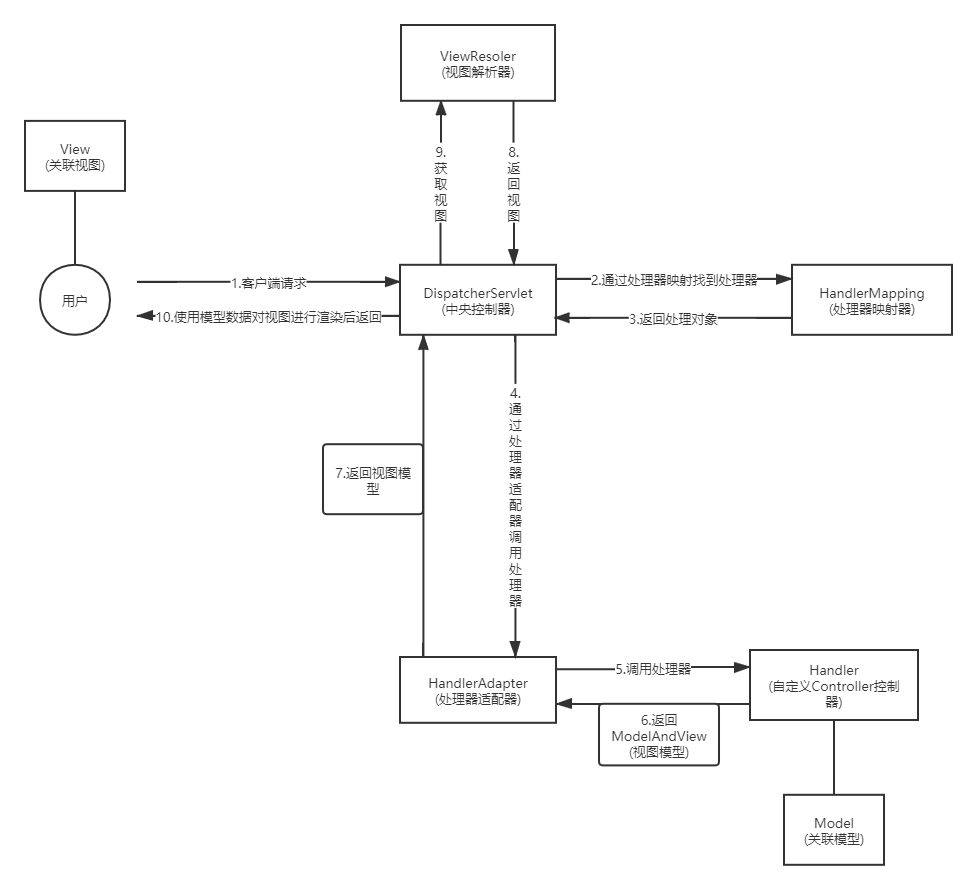 ViewResoler
(视图解析器)
View
(关联视图)
9.
获
取
视
图
8.
返
回
视
图
用户
1.客户端请求
10.使用模型数据对视图进行渲染后返回
DispatcherServlet
(中央控制器)
2.通过处理器映射找到处理器
3.返回处理对象
HandlerMapping
(处理器映射器)
7.返回视图模
型
4.
通
过
处
理
器
适
配
器
调
用
处
理
器
HandlerAdapter
(处理器适配器)
5.调用处理器
6.返回
ModelAndView
(视图模型)
Handler
(自定义Controller控制
器)
Model
(关联模型)